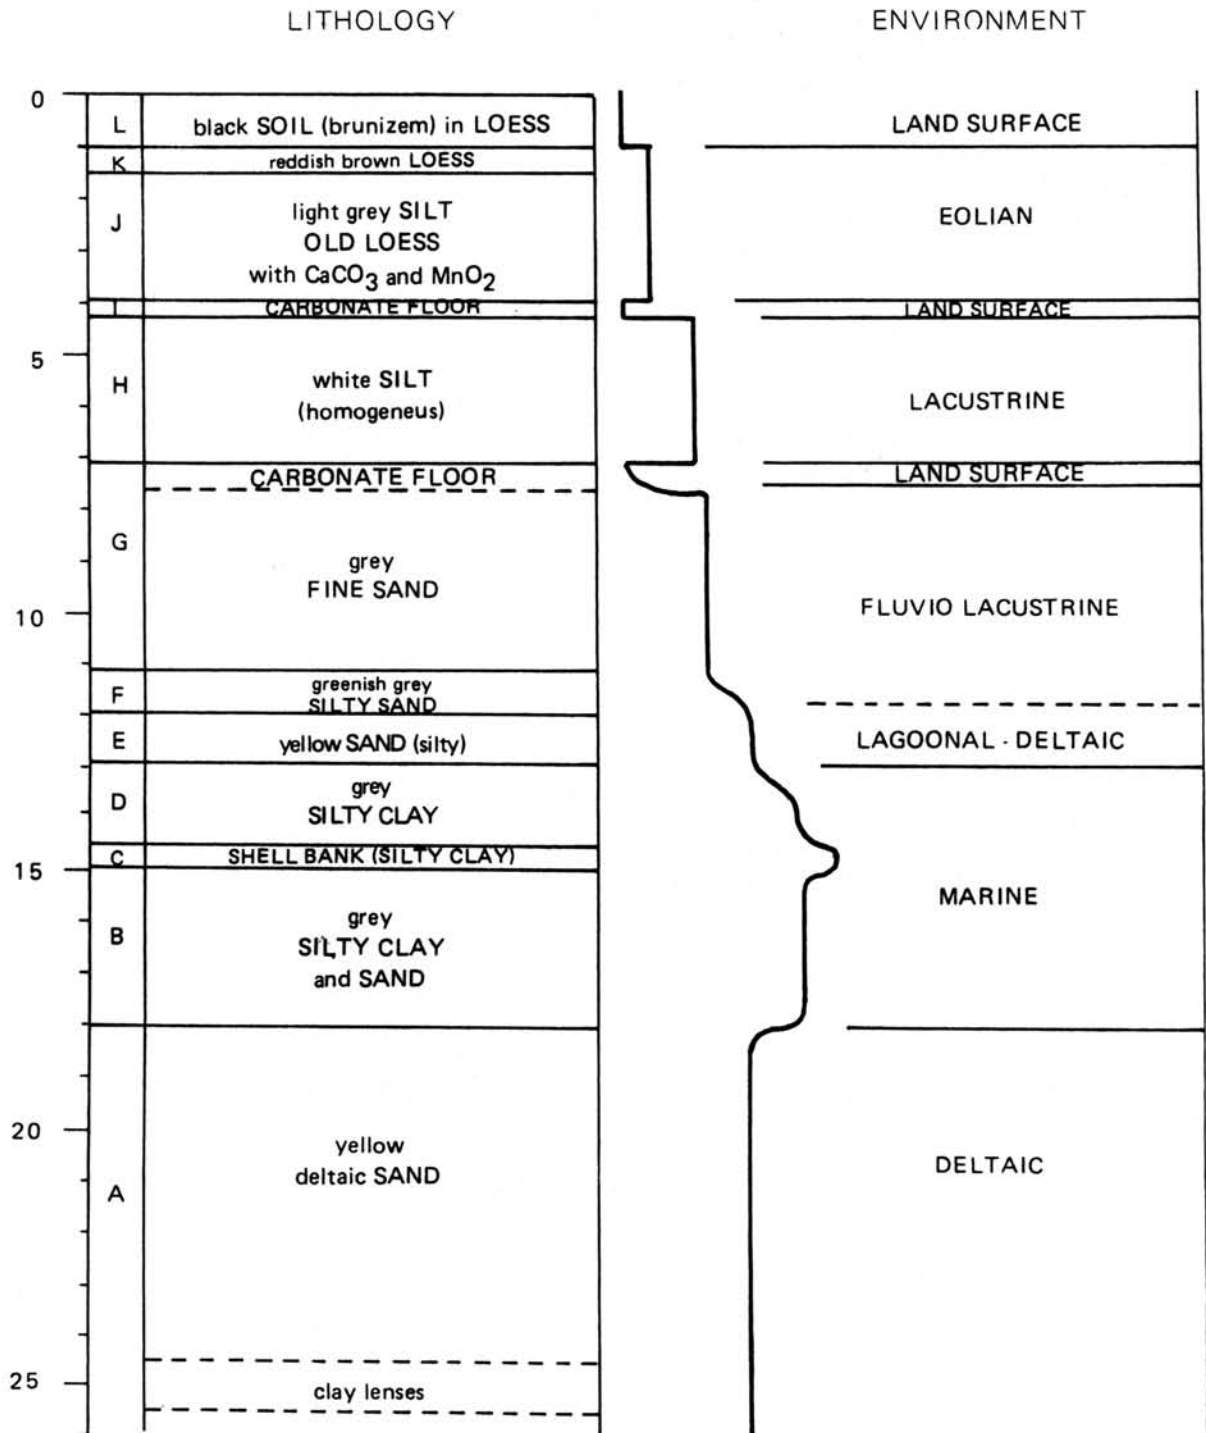 LITHOLOGY ENVIRONMENT
0
L black SOIL (brunizem) in LOESS LAND SURFACE
K reddish brown LOESS
J light grey SILT
OLD LOESS
with CaCO3 and MnO2
EOLIAN
I CARBONATE FLOOR LAND SURFACE
5
H white SILT
(homogeneus)
LACUSTRINE
CARBONATE FLOOR LAND SURFACE
G grey
FINE SAND
10
FLUVIO LACUSTRINE
F greenish grey
SILTY SAND
E yellow SAND (silty) LAGOONAL - DELTAIC
D grey
SILTY CLAY
C SHELL BANK (SILTY CLAY)
15
MARINE
B grey
SILTY CLAY
and SAND
20
A yellow
deltaic SAND
DELTAIC
25 clay lenses